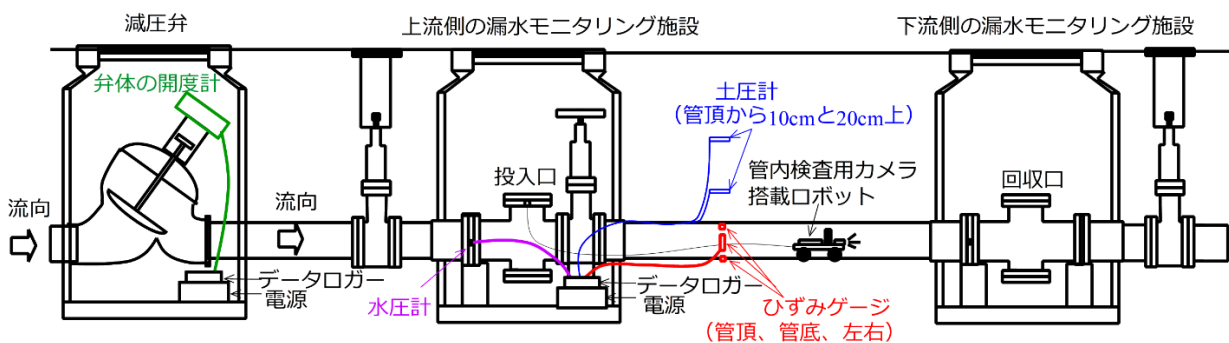 減圧弁
上流側の漏水モニタリング施設
下流側の漏水モニタリング施設
弁体の開度計
土圧計
(管頂から10cmと20cm上)
投入口
管内検査用カメラ
搭載ロボット
回収口
流向
流向
データロガー
電源
水圧計
データロガー
電源
ひずみゲージ
(管頂、管底、左右)